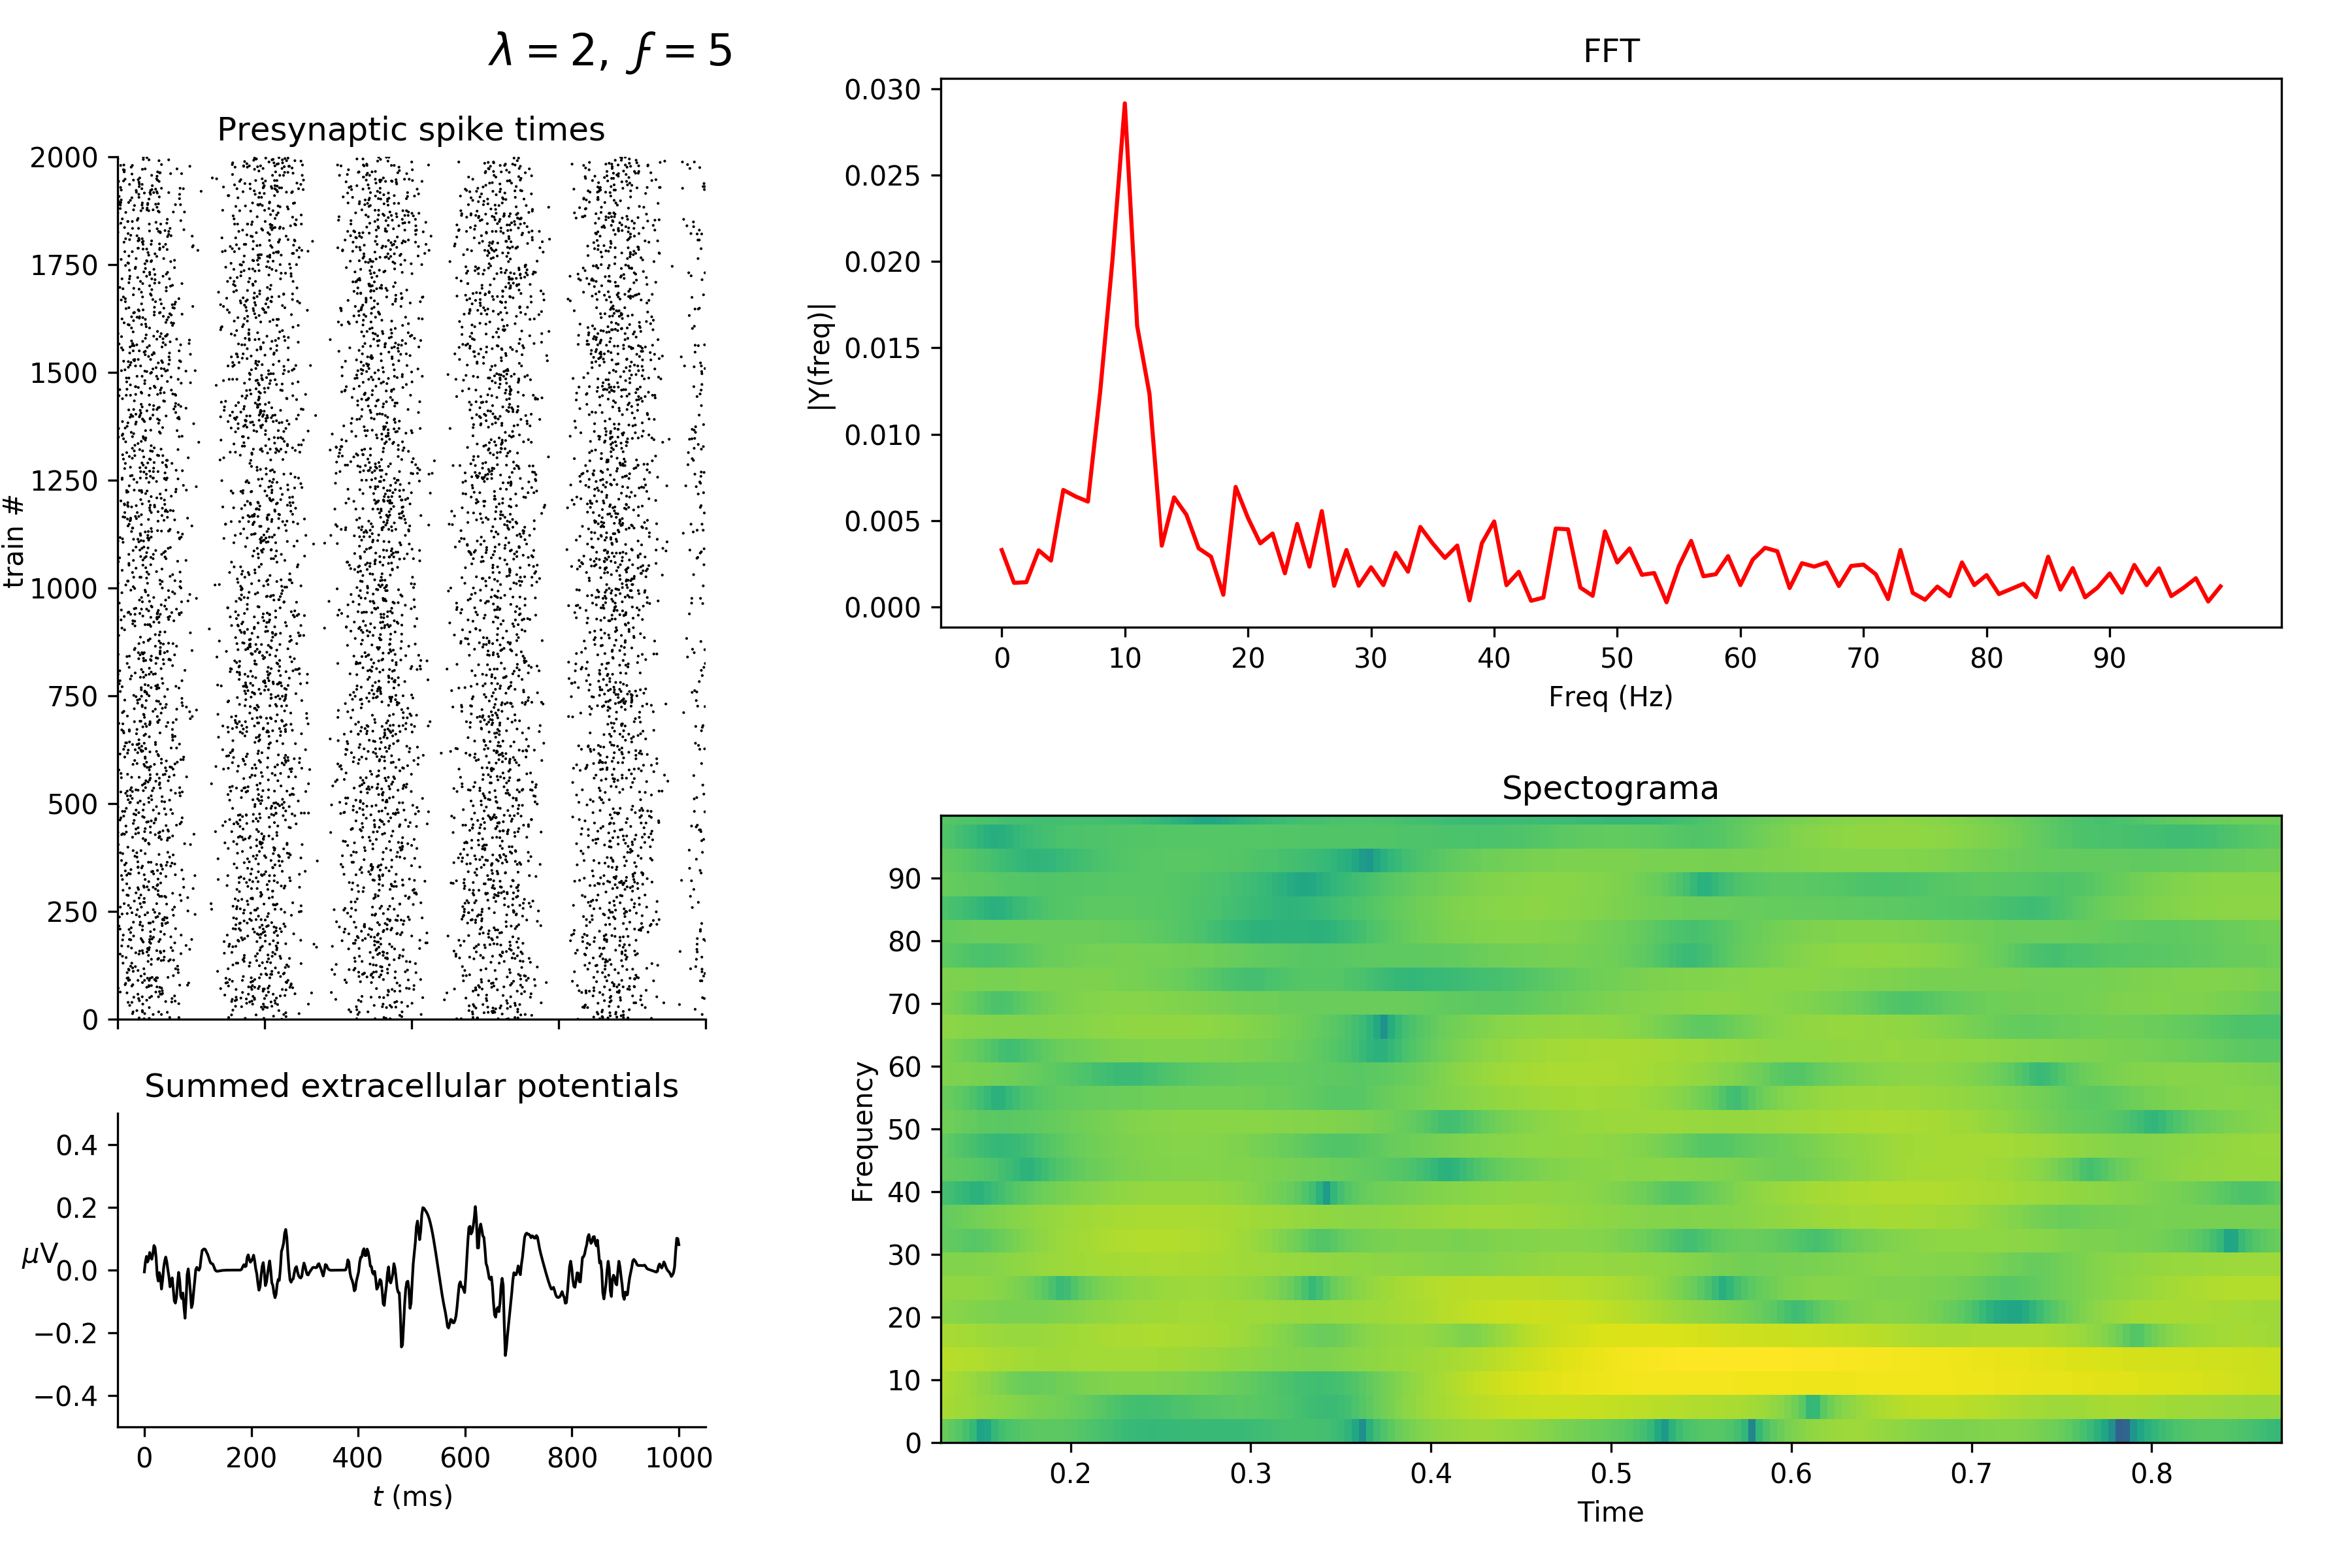 λ = 2, f = 5
Presynaptic spike times
2000
1750
1500
1250
1000
750
500
250
0
train #
Summed extracellular potentials
0.4
0.2
0.0
−0.2
−0.4
μV
0 200 400 600 800 1000
t (ms)
FFT
0.030
0.025
0.020
0.015
0.010
0.005
0.000
|Y(freq)|
0 10 20 30 40 50 60 70 80 90
Freq (Hz)
Spectograma
90
80
70
60
50
40
30
20
10
0
Frequency
0.2 0.3 0.4 0.5 0.6 0.7 0.8
Time